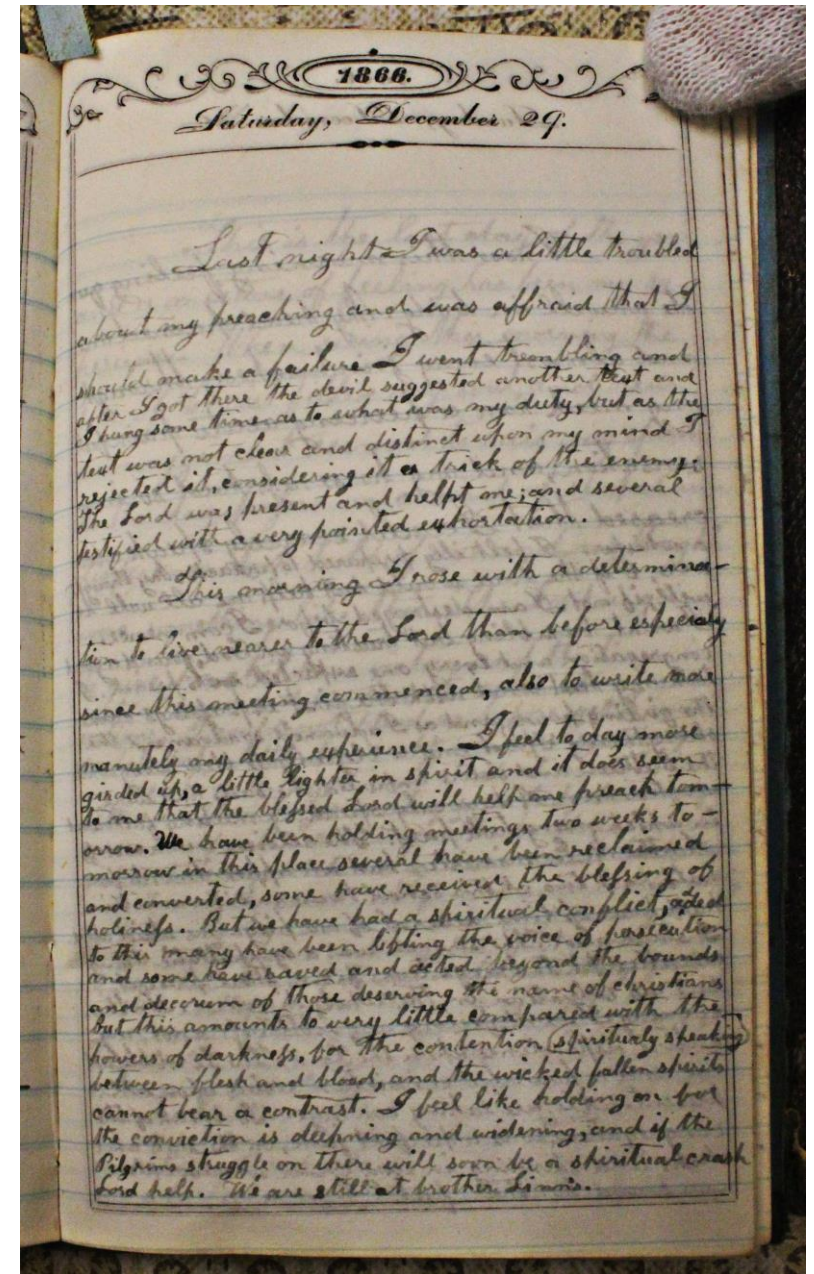 1866.
Saturday, December 29.
Last night I was a little troubled
about my preaching and was affraid that I
should make a failure I went trembling and
after I got there the devil suggested another text and
I hung some time as to what was my duty, but as the
text was not clear and distinct upon my mind I
rejected it, considering it a trick of the enemy.
The Lord was present and helpt me; and several
testified with a very pointed exhortation.
This morning I rose with a determina-
tion to live nearer to the Lord than before especialy
since this meeting commenced, also to write more
manutely my daily experience. I feel to day more
girded up, a little lighter in spirit and it does seem
to me that the blessed Lord will help me preach tom-
orrow. We have been holding meetings two weeks to-
morrow in this place several have been reclaimed
and converted, some have received the blessing of
holiness. But we have had a spiritual conflict, aded
to this many have been lifting the voice of persecution
and some have raved and acted beyond the bounds
and decorum of those deserving the name of christians
but this amounts to very little compared with the
powers of darkness, for the contention (spirituly speaking)
between flesh and blood, and the wicked fallen spirits
cannot bear a contrast. I feel like holding on for
the conviction is deepning and widening, and if the
Pilgrims struggle on there will soon be a spiritual crash
Lord help. We are still at brother Linn's.